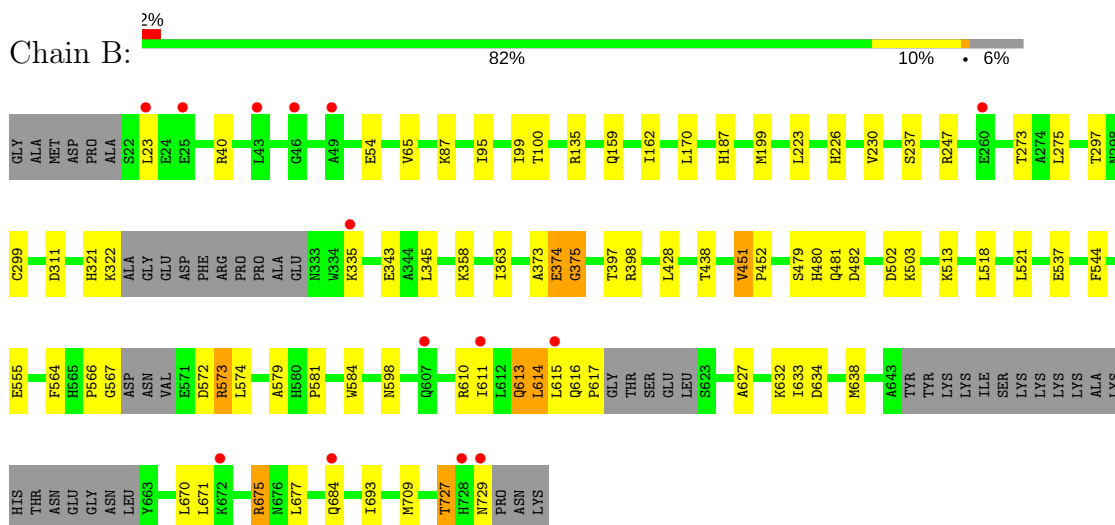 2%
Chain B:
82% 10% • 6%
GLY ALA MET ASP PRO ALA S22 L23 E24 E25 R40 L43 G46 A49 E54 V65 K87 I95 I99 T100 R135 Q159 I162 L170 H187 M199 L223 H226 V230 S237 R247 E260 T273 A274 L275 T297 N298
C299 D311 H321 K322 ALA GLY GLU ASP PHE ARG PRO PRO ALA GLU N333 W334 K335 E343 A344 L345 K358 I363 A373 E374 G375 T397 R398 L428 T438 V451 P452 S479 H480 Q481 D482 D502 K503 K513 L518 L521 E537 F544
E555 F564 H565 P566 G567 ASP ASN VAL E571 D572 R573 L574 A579 H580 P581 W584 N598 Q607 R610 I611 L612 Q613 L614 L615 Q616 P617 GLY THR SER GLU LEU S623 A627 K632 I633 D634 M638 A643 TYR TYR LYS LYS ILE SER LYS LYS LYS LYS ALA LYS
HIS THR ASN GLU GLY ASN LEU Y663 L670 L671 K672 R675 N676 L677 Q684 I693 M709 T727 H728 N729 PRO ASN LYS